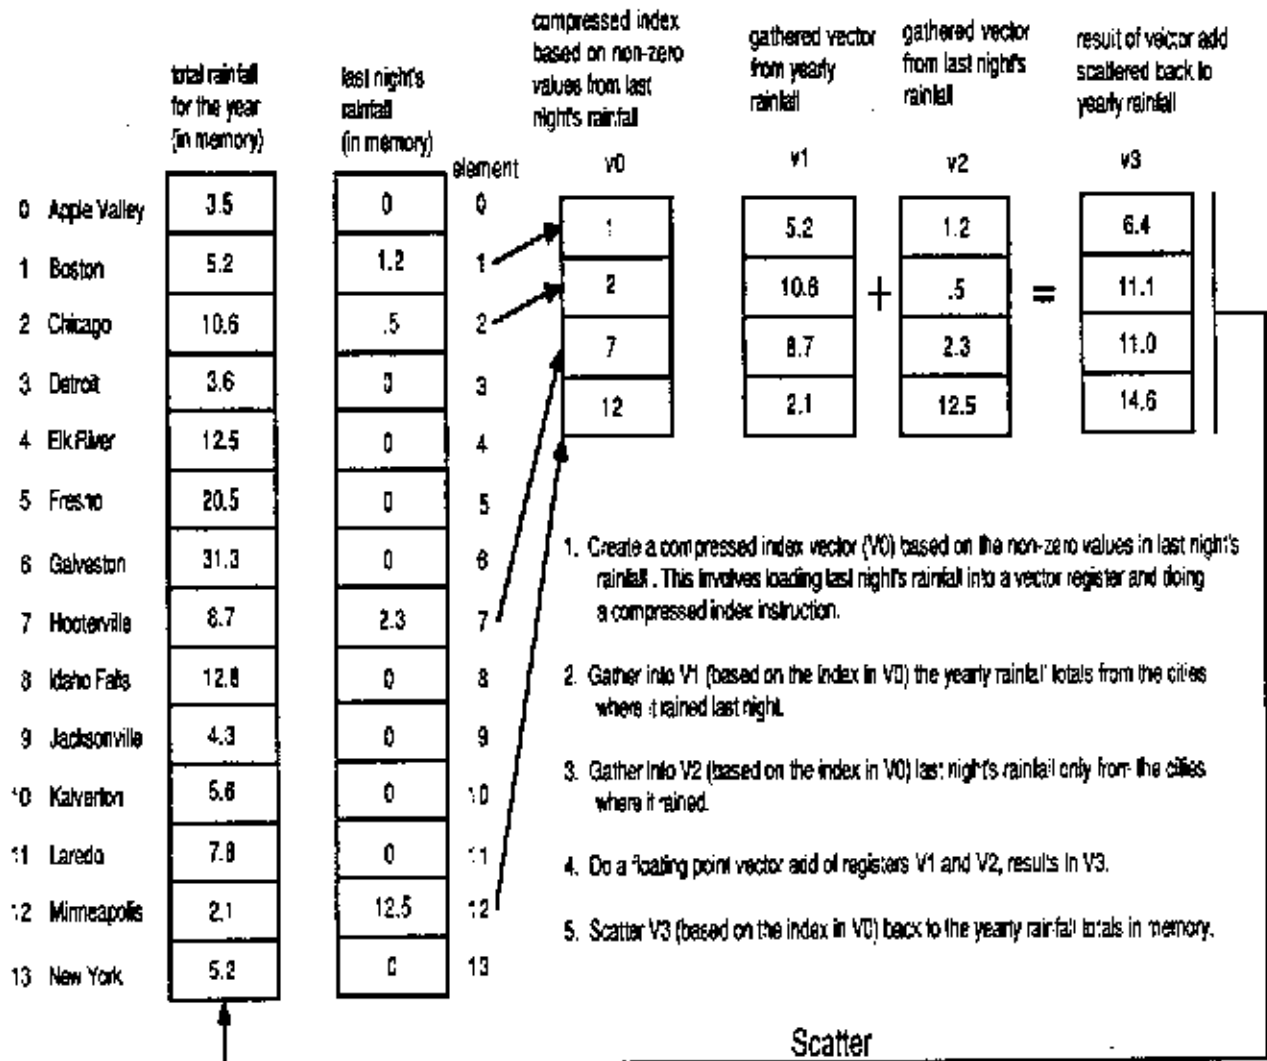 total rainfall
for the year
(in memory)
last night's
rainfall
(in memory)
element
compressed index
based on non-zero
values from last
night's rainfall
gathered vector
from yearly
rainfall
gathered vector
from last night's
rainfall
result of vector add
scattered back to
yearly rainfall
v0
v1
v2
v3
0 Apple Valley 3.5 0 0
1 Boston 5.2 1.2 1
2 Chicago 10.6 .5 2
3 Detroit 3.6 0 3
4 Elk River 12.5 0 4
5 Fresno 20.5 0 5
6 Galveston 31.3 0 6
7 Hooterville 8.7 2.3 7
8 Idaho Falls 12.8 0 8
9 Jacksonville 4.3 0 9
10 Kalverton 5.6 0 10
11 Laredo 7.8 0 11
12 Minneapolis 2.1 12.5 12
13 New York 5.2 0 13
1 5.2 1.2 6.4
2 10.6 + .5 = 11.1
7 8.7 2.3 11.0
12 2.1 12.5 14.6
1. Create a compressed index vector (V0) based on the non-zero values in last night's
rainfall . This involves loading last night's rainfall into a vector register and doing
a compressed index instruction.
2. Gather into V1 (based on the index in V0) the yearly rainfall totals from the cities
where it rained last night.
3. Gather into V2 (based on the index in V0) last night's rainfall only from the cities
where it rained.
4. Do a floating point vector add of registers V1 and V2, results in V3.
5. Scatter V3 (based on the index in V0) back to the yearly rainfall totals in memory.
Scatter